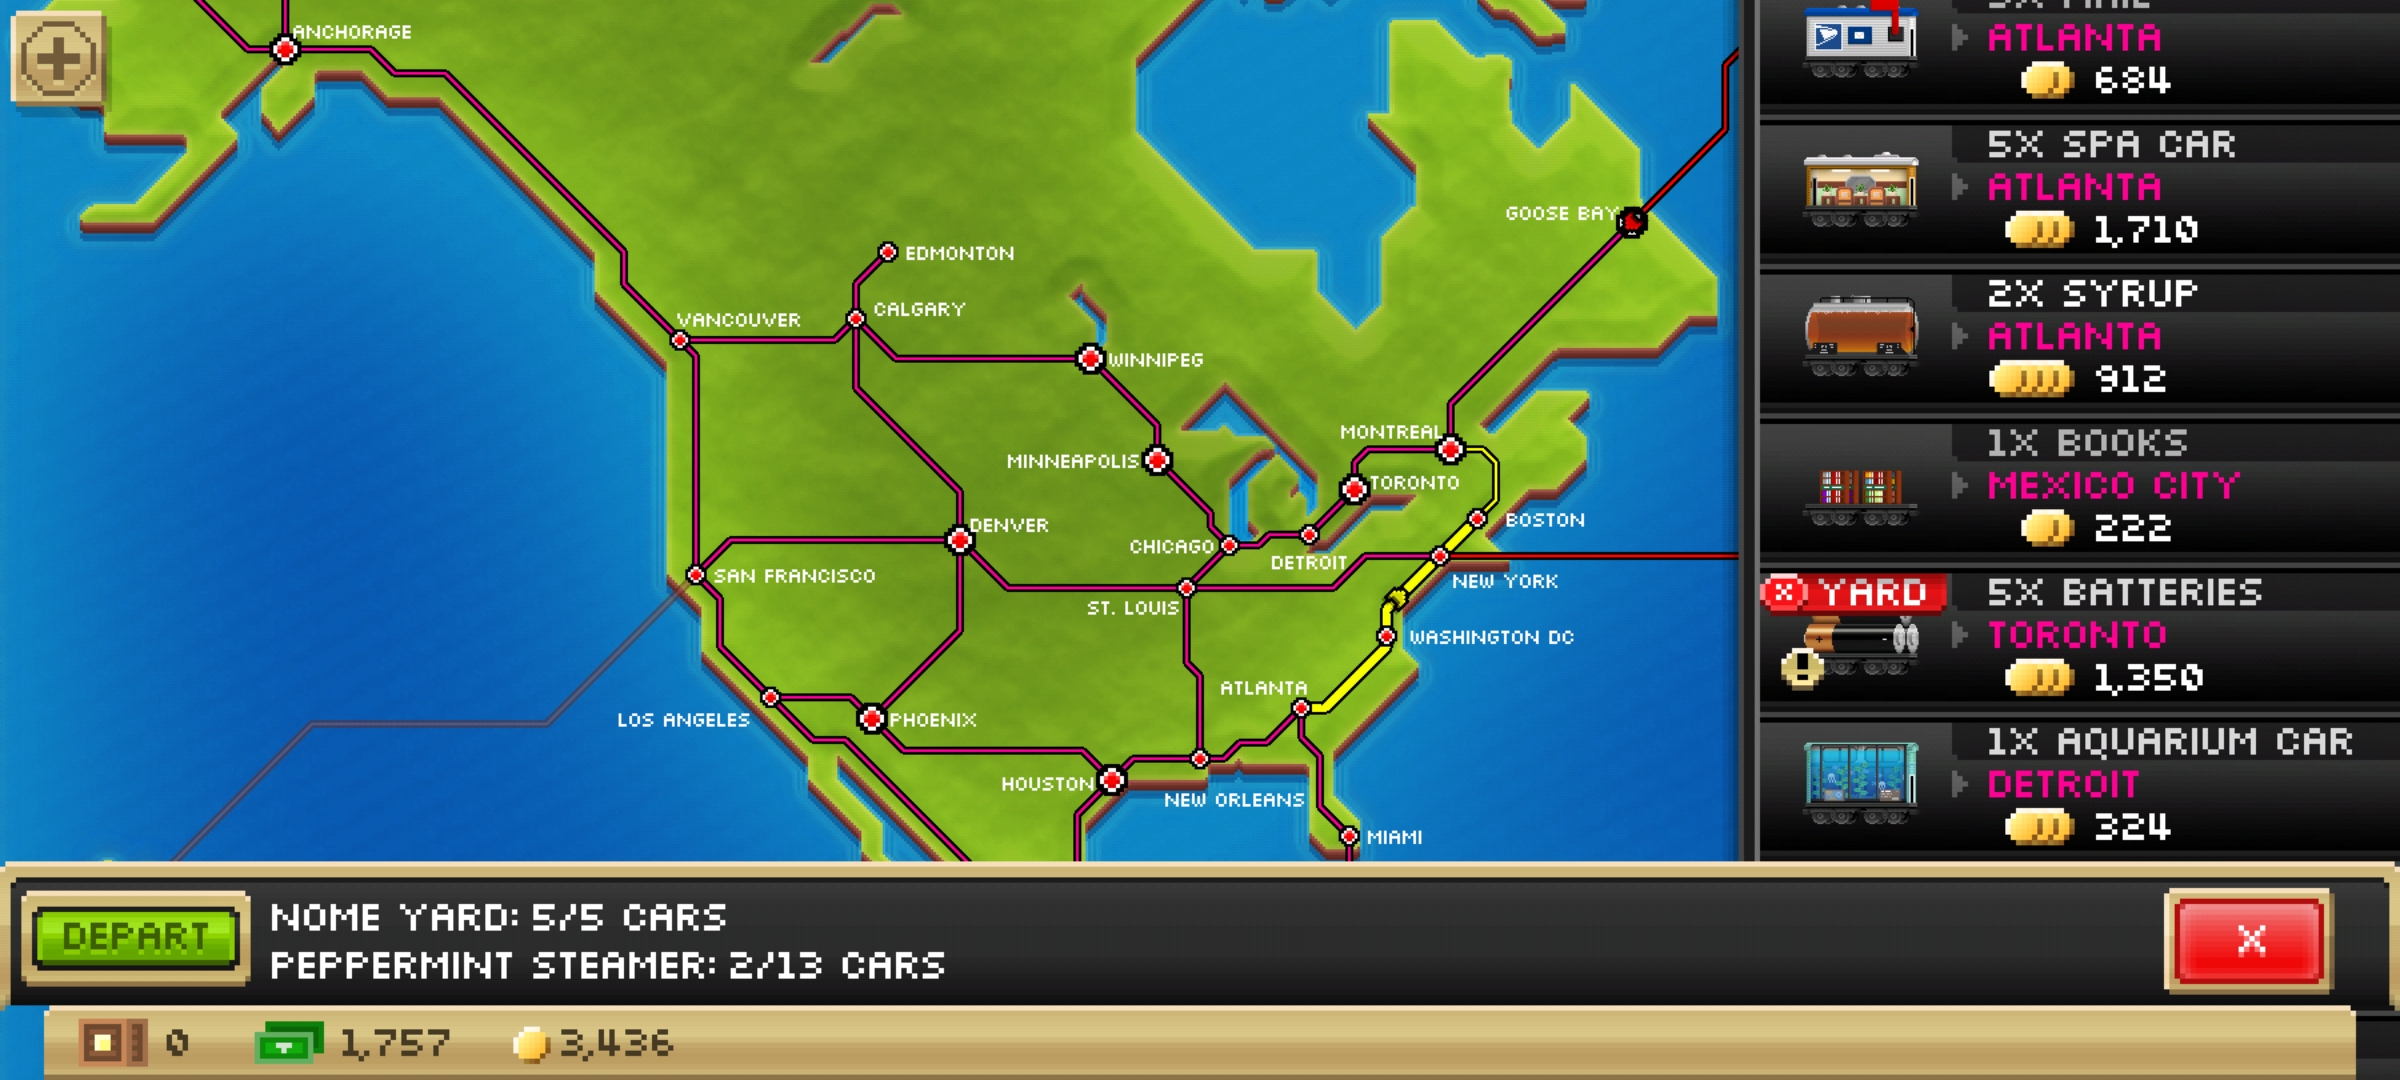 ANCHORAGE
EDMONTON
CALGARY
VANCOUVER
WINNIPEG
GOOSE BAY
MINNEAPOLIS
MONTREAL
TORONTO
BOSTON
DENVER
CHICAGO
DETROIT
NEW YORK
SAN FRANCISCO
ST. LOUIS
WASHINGTON DC
ATLANTA
LOS ANGELES
PHOENIX
HOUSTON
NEW ORLEANS
MIAMI
ATLANTA
684
5X SPA CAR
ATLANTA
1,710
2X SYRUP
ATLANTA
912
1X BOOKS
MEXICO CITY
222
X YARD
5X BATTERIES
TORONTO
1,350
1X AQUARIUM CAR
DETROIT
324
DEPART
NOME YARD: 5/5 CARS
PEPPERMINT STEAMER: 2/13 CARS
X
0
1,757
3,436